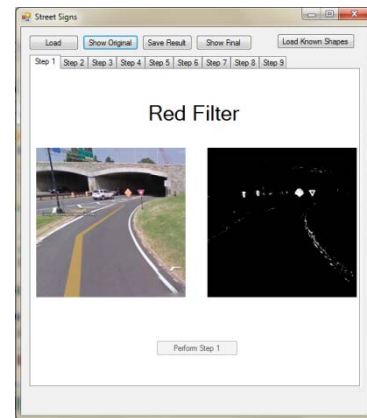 Street Signs
Load Show Original Save Result Show Final Load Known Shapes
Step 1 Step 2 Step 3 Step 4 Step 5 Step 6 Step 7 Step 8 Step 9
Red Filter
Perform Step 1